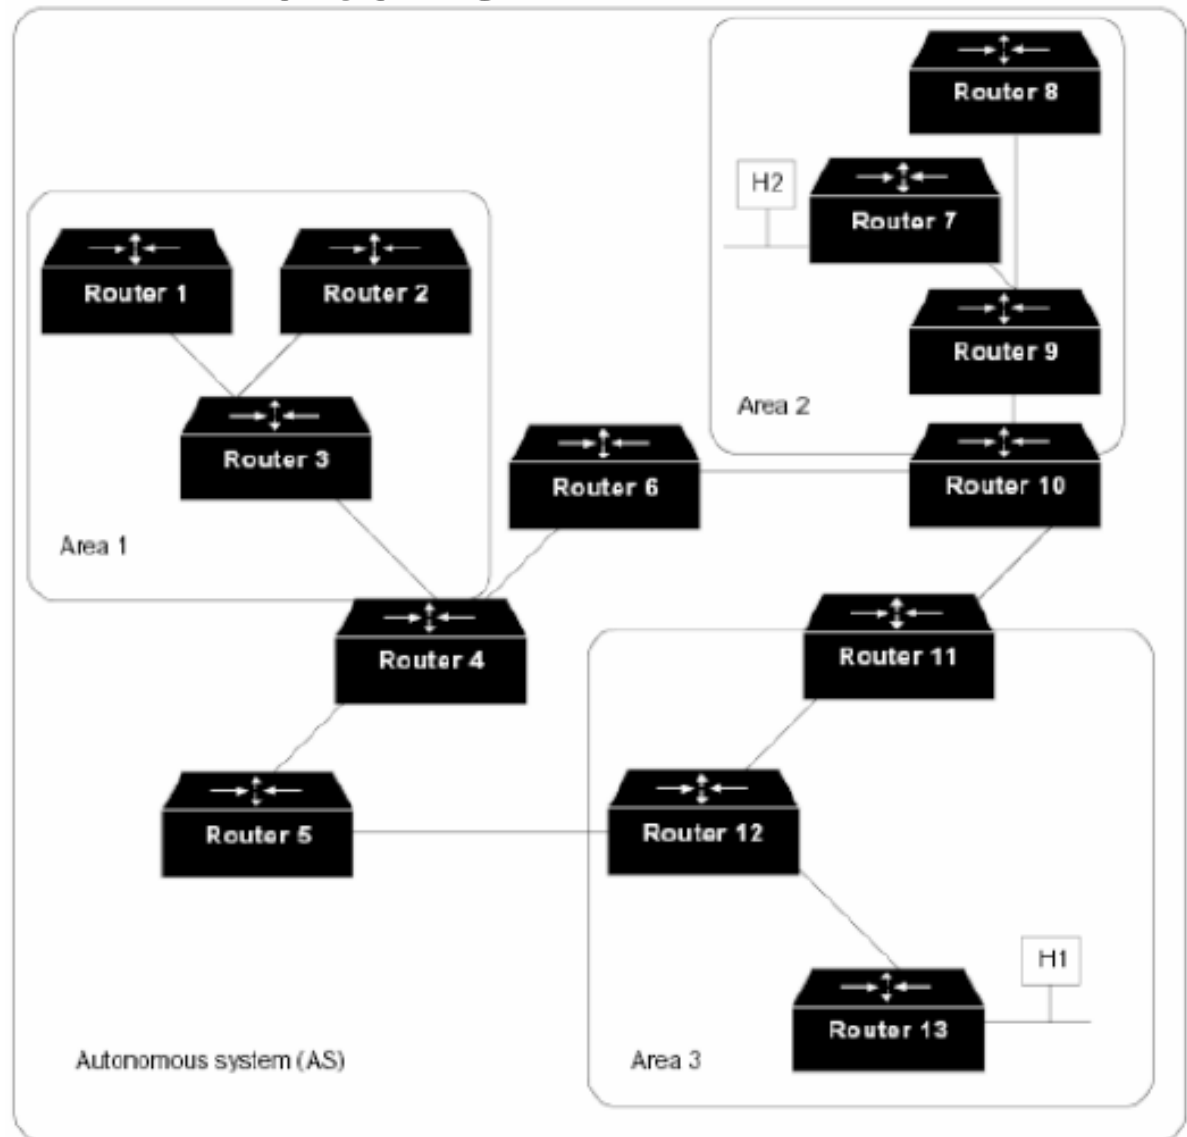 Router 8
H2
Router 7
Router 1
Router 2
Router 9
Area 2
Router 3
Router 6
Router 10
Area 1
Router 4
Router 11
Router 5
Router 12
H1
Router 13
Autonomous system (AS)
Area 3